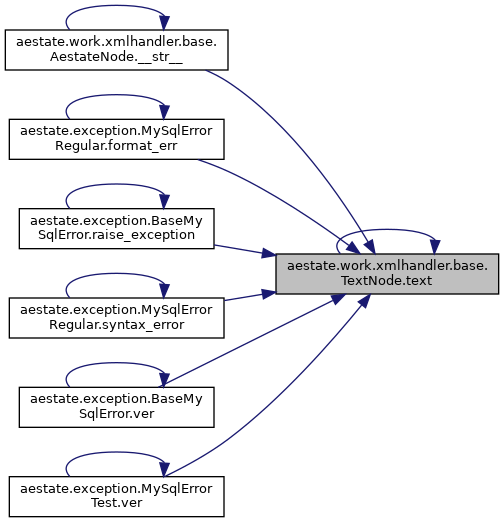 aestate.work.xmlhandler.base.
AestateNode.__str__
aestate.exception.MySqlError
Regular.format_err
aestate.exception.BaseMy
SqlError.raise_exception
aestate.work.xmlhandler.base.
TextNode.text
aestate.exception.MySqlError
Regular.syntax_error
aestate.exception.BaseMy
SqlError.ver
aestate.exception.MySqlError
Test.ver